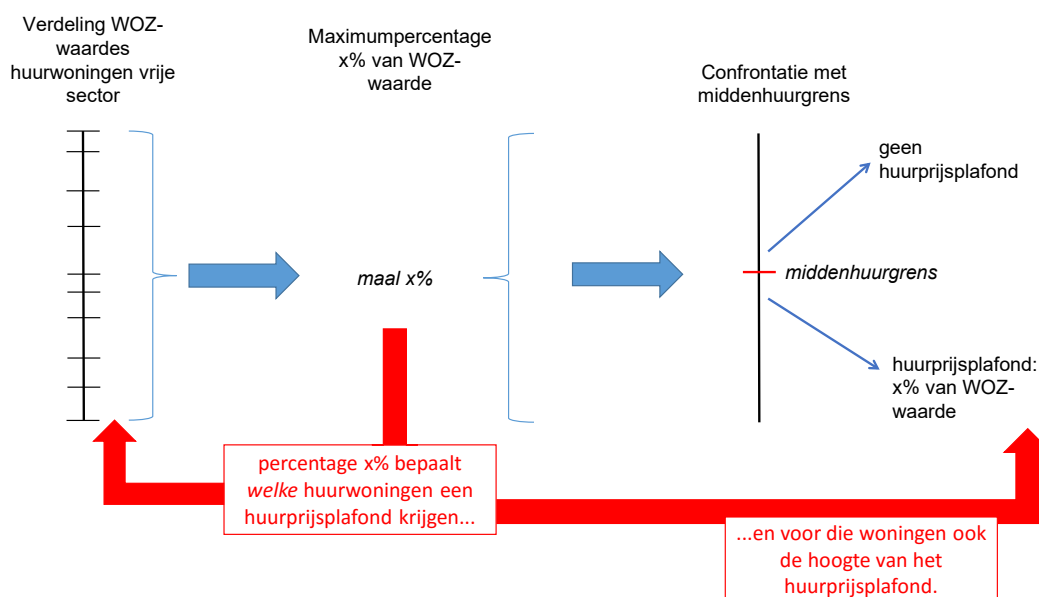 Verdeling WOZ-
waardes
huurwoningen vrije
sector
Maximumpercentage
x% van WOZ-
waarde
Confrontatie met
middenhuurgrens
geen
huurprijsplafond
maal x%
middenhuurgrens
huurprijsplafond:
x% van WOZ-
waarde
percentage x% bepaalt
welke huurwoningen een
huurprijsplafond krijgen...
...en voor die woningen ook
de hoogte van het
huurprijsplafond.